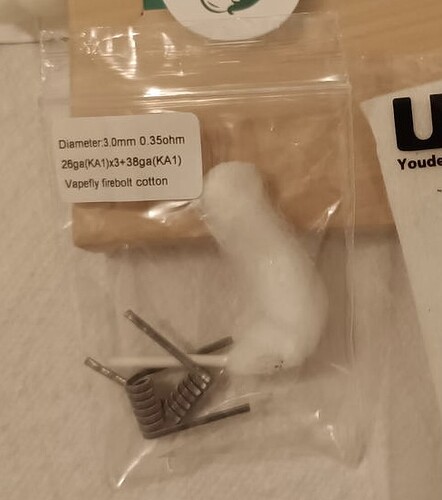 Diameter:3.0mm 0.35ohm
26ga(KA1)x3+38ga(KA1)
Vapefly firebolt cotton
U
Youde